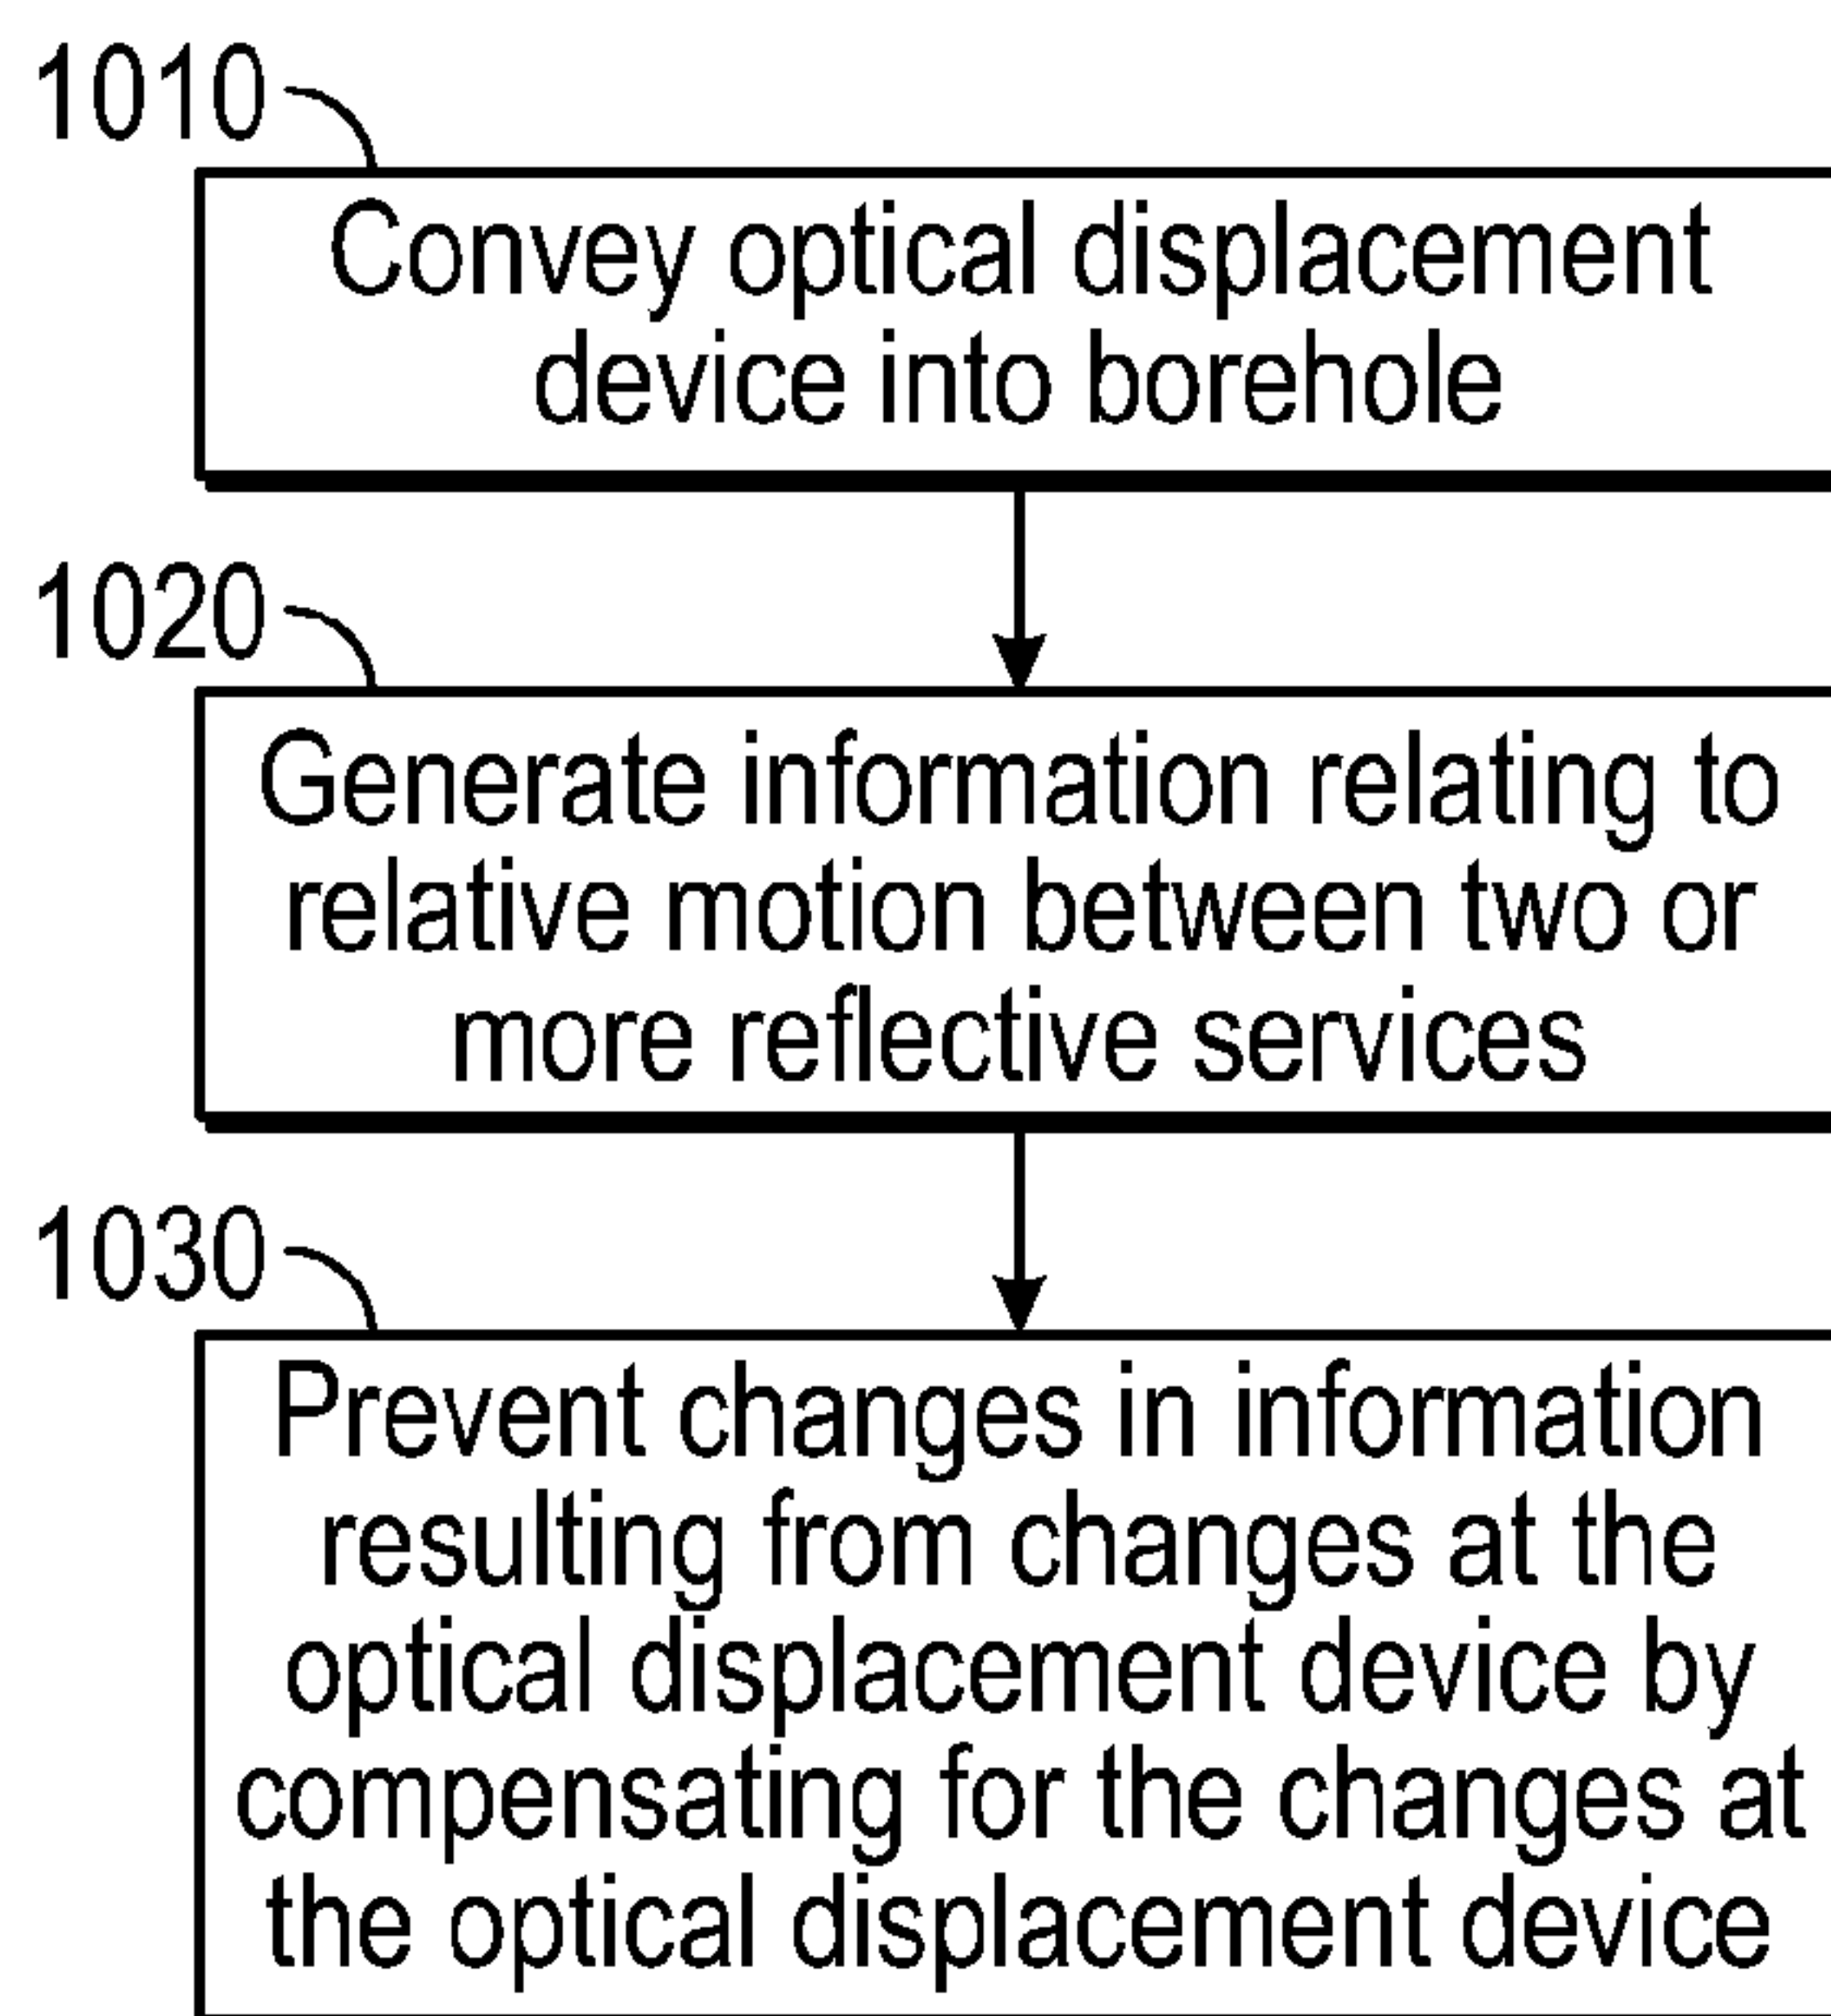 1010
Convey optical displacement
device into borehole
1020
Generate information relating to
relative motion between two or
more reflective services
1030
Prevent changes in information
resulting from changes at the
optical displacement device by
compensating for the changes at
the optical displacement device